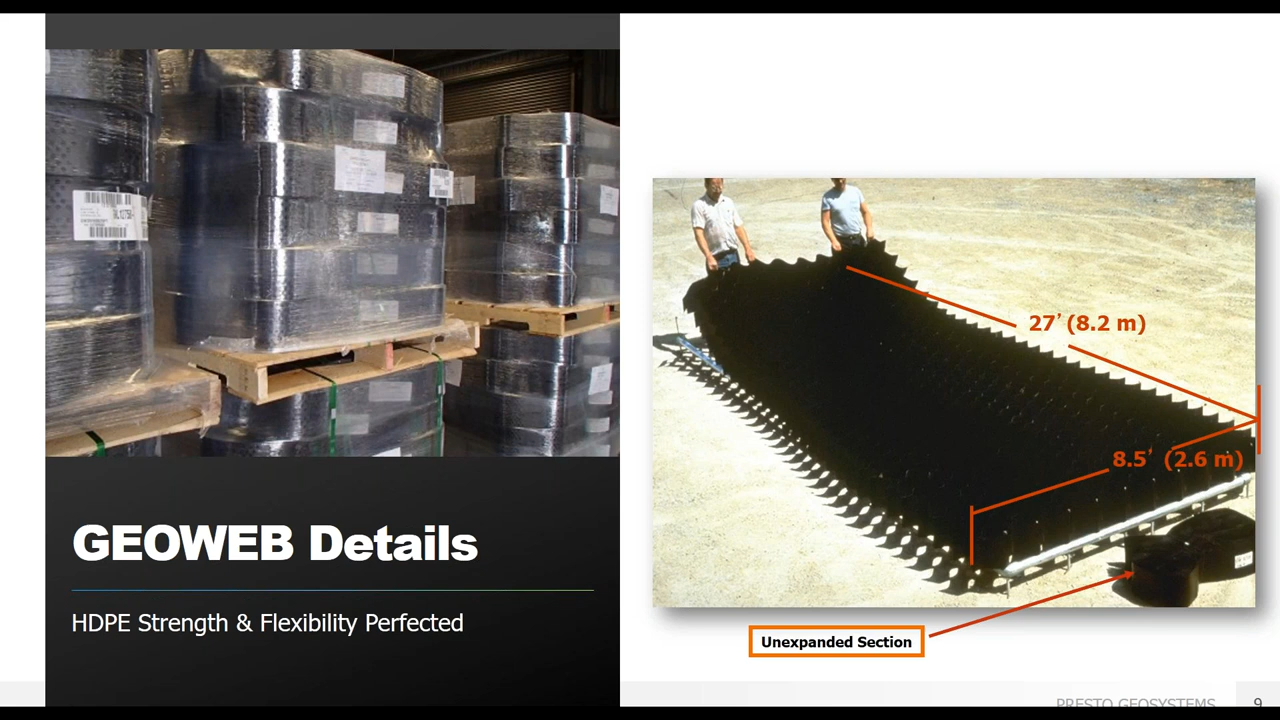 GEOWEB Details
HDPE Strength & Flexibility Perfected
27’ (8.2 m)
8.5’ (2.6 m)
Unexpanded Section
PRESTO GEOSYSTEMS
9